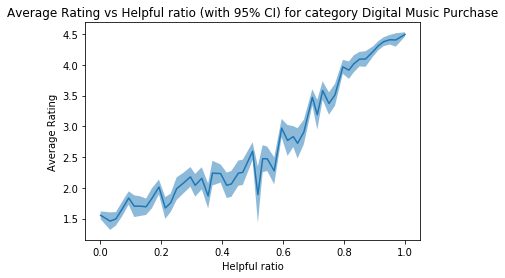 Average Rating vs Helpful ratio (with 95% CI) for category Digital Music Purchase
4.5
4.0
3.5
3.0
2.5
2.0
1.5
Average Rating
0.0 0.2 0.4 0.6 0.8 1.0
Helpful ratio